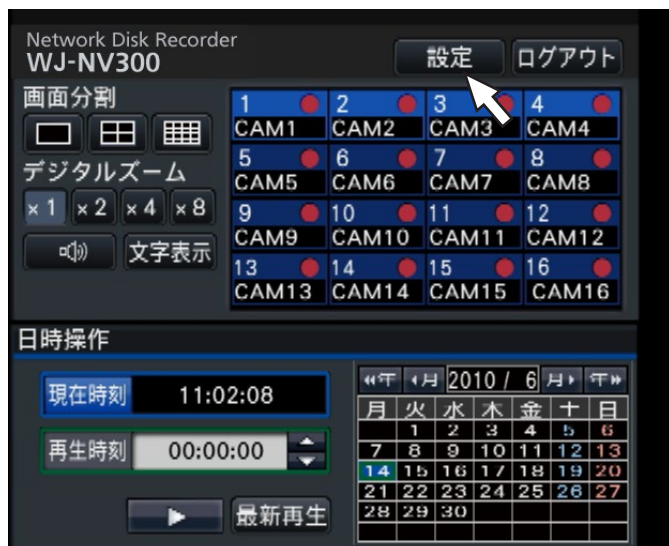 Network Disk Recorder
WJ-NV300
設定
ログアウト
画面分割
デジタルズーム
×1 ×2 ×4 ×8
文字表示
1 2 3 4
CAM1 CAM2 CAM3 CAM4
5 6 7 8
CAM5 CAM6 CAM7 CAM8
9 10 11 12
CAM9 CAM10 CAM11 CAM12
13 14 15 16
CAM13 CAM14 CAM15 CAM16
日時操作
現在時刻 11:02:08
再生時刻 00:00:00
最新再生
年 月 2010 / 6 月 年
月 火 水 木 金 土 日
1 2 3 4 5 6
7 8 9 10 11 12 13
14 15 16 17 18 19 20
21 22 23 24 25 26 27
28 29 30